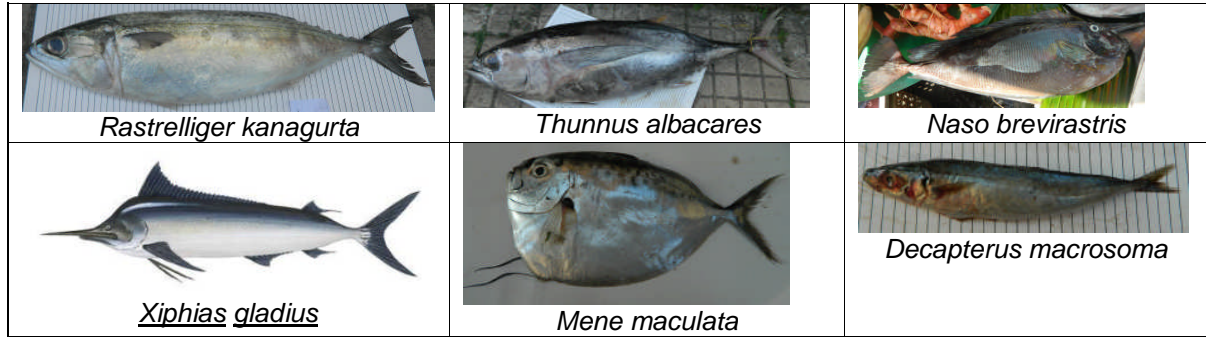 Rastrelliger kanagurta
Thunnus albacares
Naso brevirastris
Xiphias gladius
Mene maculata
Decapterus macrosoma